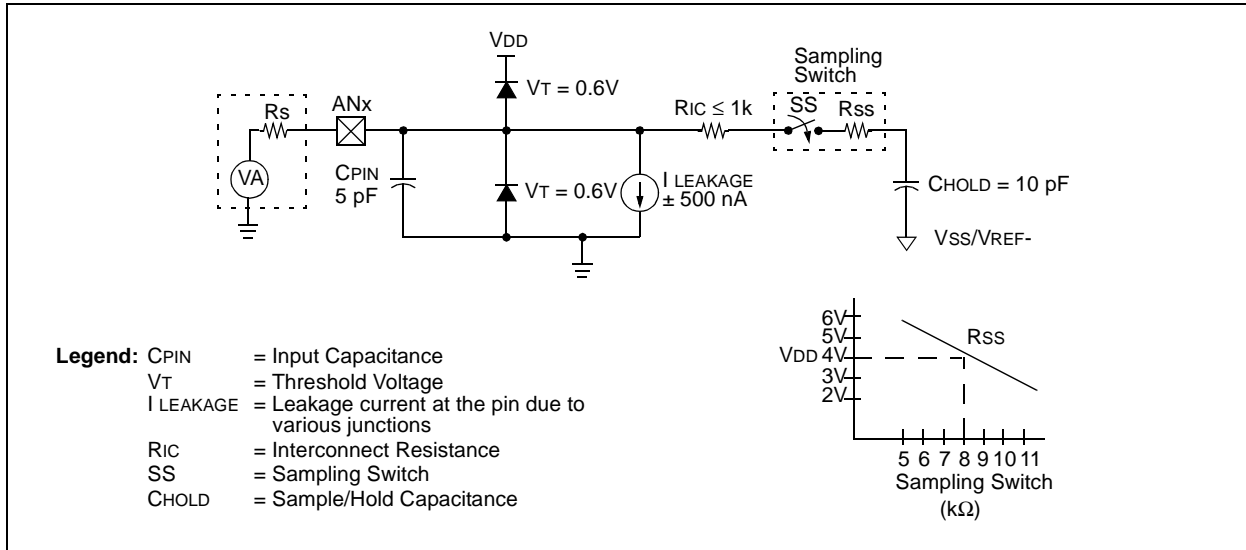 VDD
Sampling
Switch
VT = 0.6V
Rs
ANx
RIC ≤ 1k
SS
RSS
VA
CPIN
5 pF
VT = 0.6V
I LEAKAGE
± 500 nA
CHOLD = 10 pF
VSS/VREF-
Legend: CPIN = Input Capacitance
VT = Threshold Voltage
I LEAKAGE = Leakage current at the pin due to
various junctions
RIC = Interconnect Resistance
SS = Sampling Switch
CHOLD = Sample/Hold Capacitance
6V
5V
VDD 4V
3V
2V
RSS
5 6 7 8 9 10 11
Sampling Switch
(kΩ)